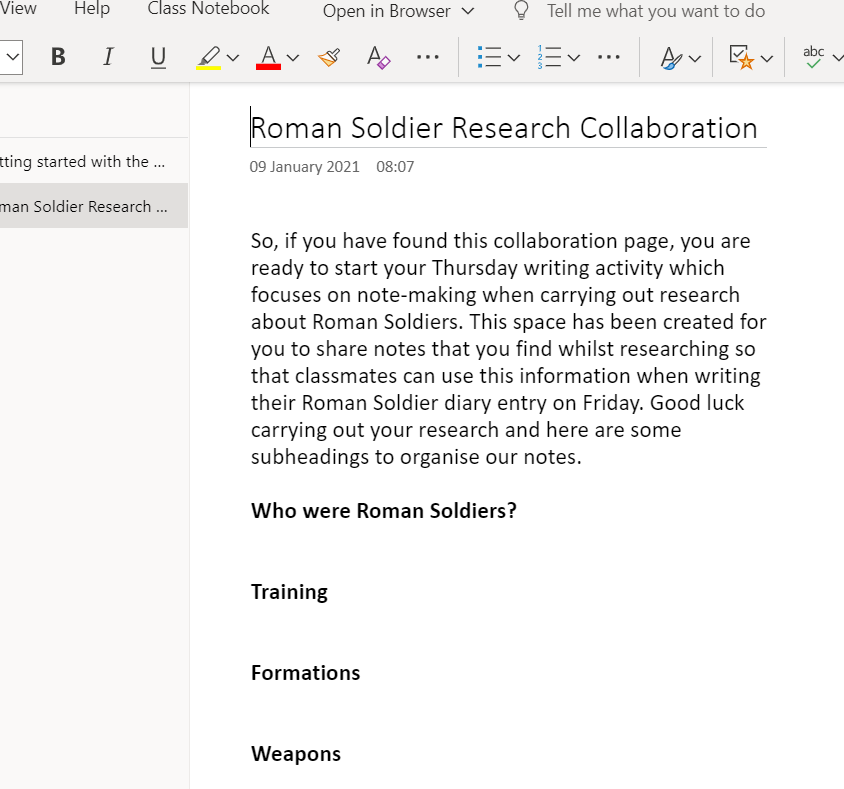 View Help Class Notebook Open in Browser Tell me what you want to do
B I U A A 1 2 3 A abc
Roman Soldier Research Collaboration
09 January 2021 08:07
tting started with the ...
man Soldier Research ...
So, if you have found this collaboration page, you are
ready to start your Thursday writing activity which
focuses on note-making when carrying out research
about Roman Soldiers. This space has been created for
you to share notes that you find whilst researching so
that classmates can use this information when writing
their Roman Soldier diary entry on Friday. Good luck
carrying out your research and here are some
subheadings to organise our notes.
Who were Roman Soldiers?
Training
Formations
Weapons